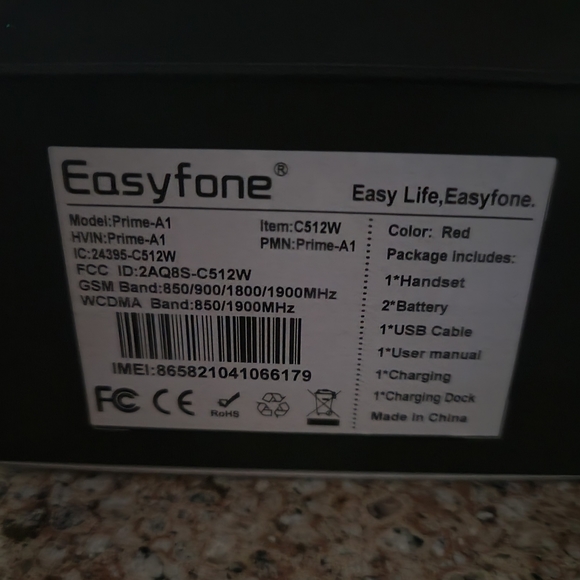 Easyfone®
Easy Life,Easyfone.
Model:Prime-A1
Item:C512W
HVIN:Prime-A1
PMN:Prime-A1
IC:24395-C512W
FCC ID:2AQ8S-C512W
GSM Band:850/900/1800/1900MHz
WCDMA Band:850/1900MHz
IMEI:865821041066179
FC CE RoHS
Color: Red
Package includes:
1*Handset
2*Battery
1*USB Cable
1*User manual
1*Charging
1*Charging Dock
Made in China